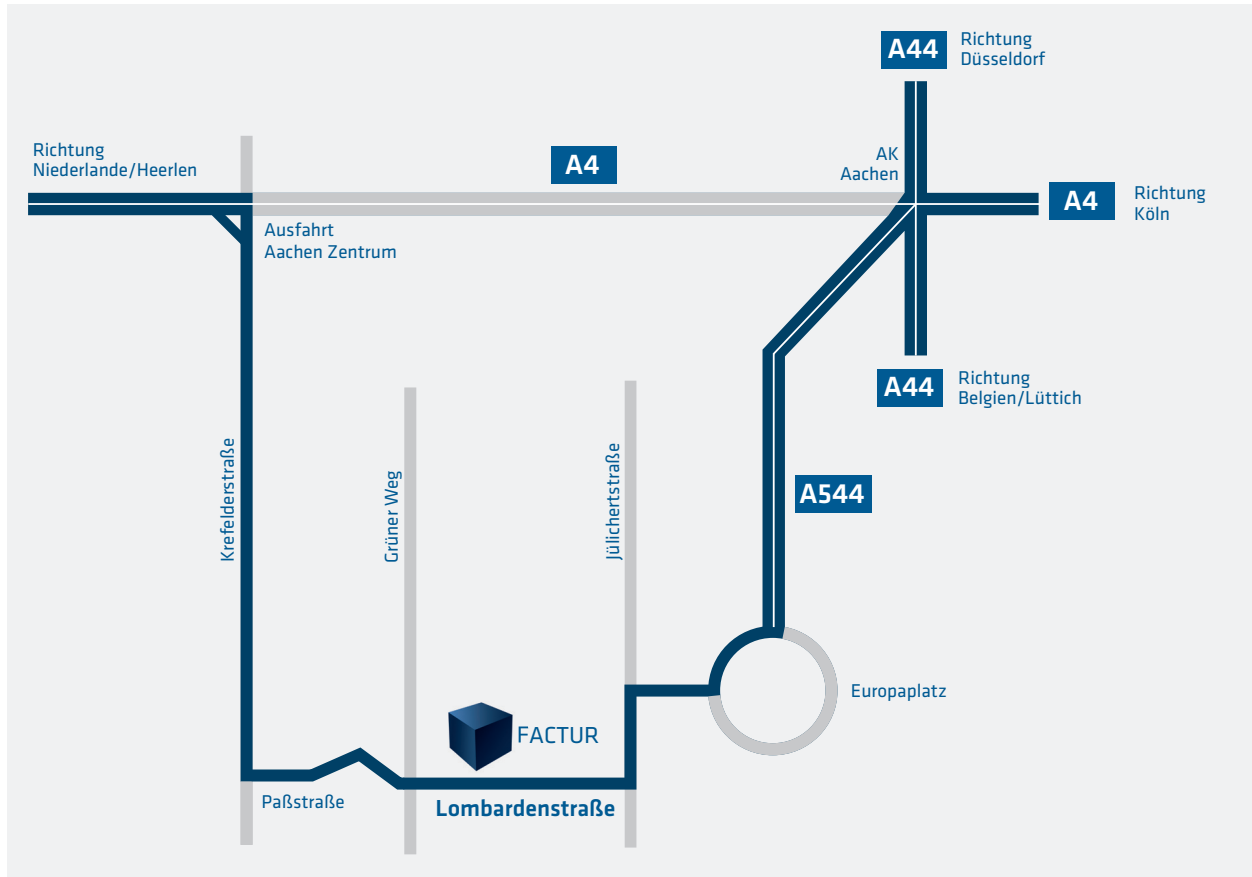 A44
Richtung
Düsseldorf
Richtung
Niederlande/Heerlen
A4
AK
Aachen
A4
Richtung
Köln
Ausfahrt
Aachen Zentrum
A44
Richtung
Belgien/Lüttich
Krefelderstraße
Grüner Weg
Jülichertstraße
A544
Europaplatz
FACTUR
Paßstraße
Lombardenstraße